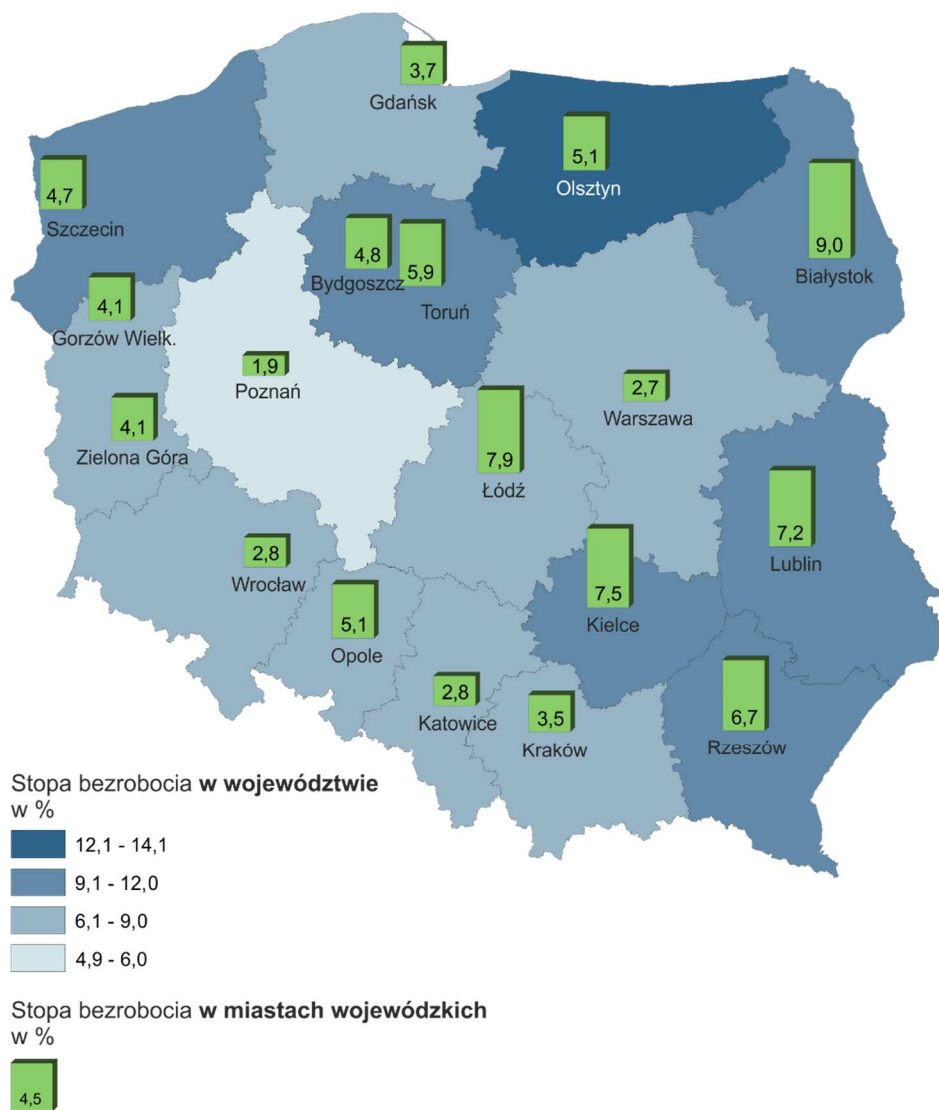 3,7
Gdańsk
5,1
Olsztyn
4,7
Szczecin
9,0
Białystok
4,8
Bydgoszcz
5,9
Toruń
4,1
Gorzów Wielk.
1,9
Poznań
2,7
Warszawa
4,1
Zielona Góra
7,9
Łódź
7,2
Lublin
2,8
Wrocław
7,5
Kielce
5,1
Opole
2,8
Katowice
3,5
Kraków
6,7
Rzeszów
Stopa bezrobocia w województwie
w %
12,1 - 14,1
9,1 - 12,0
6,1 - 9,0
4,9 - 6,0
Stopa bezrobocia w miastach wojewódzkich
w %
4,5